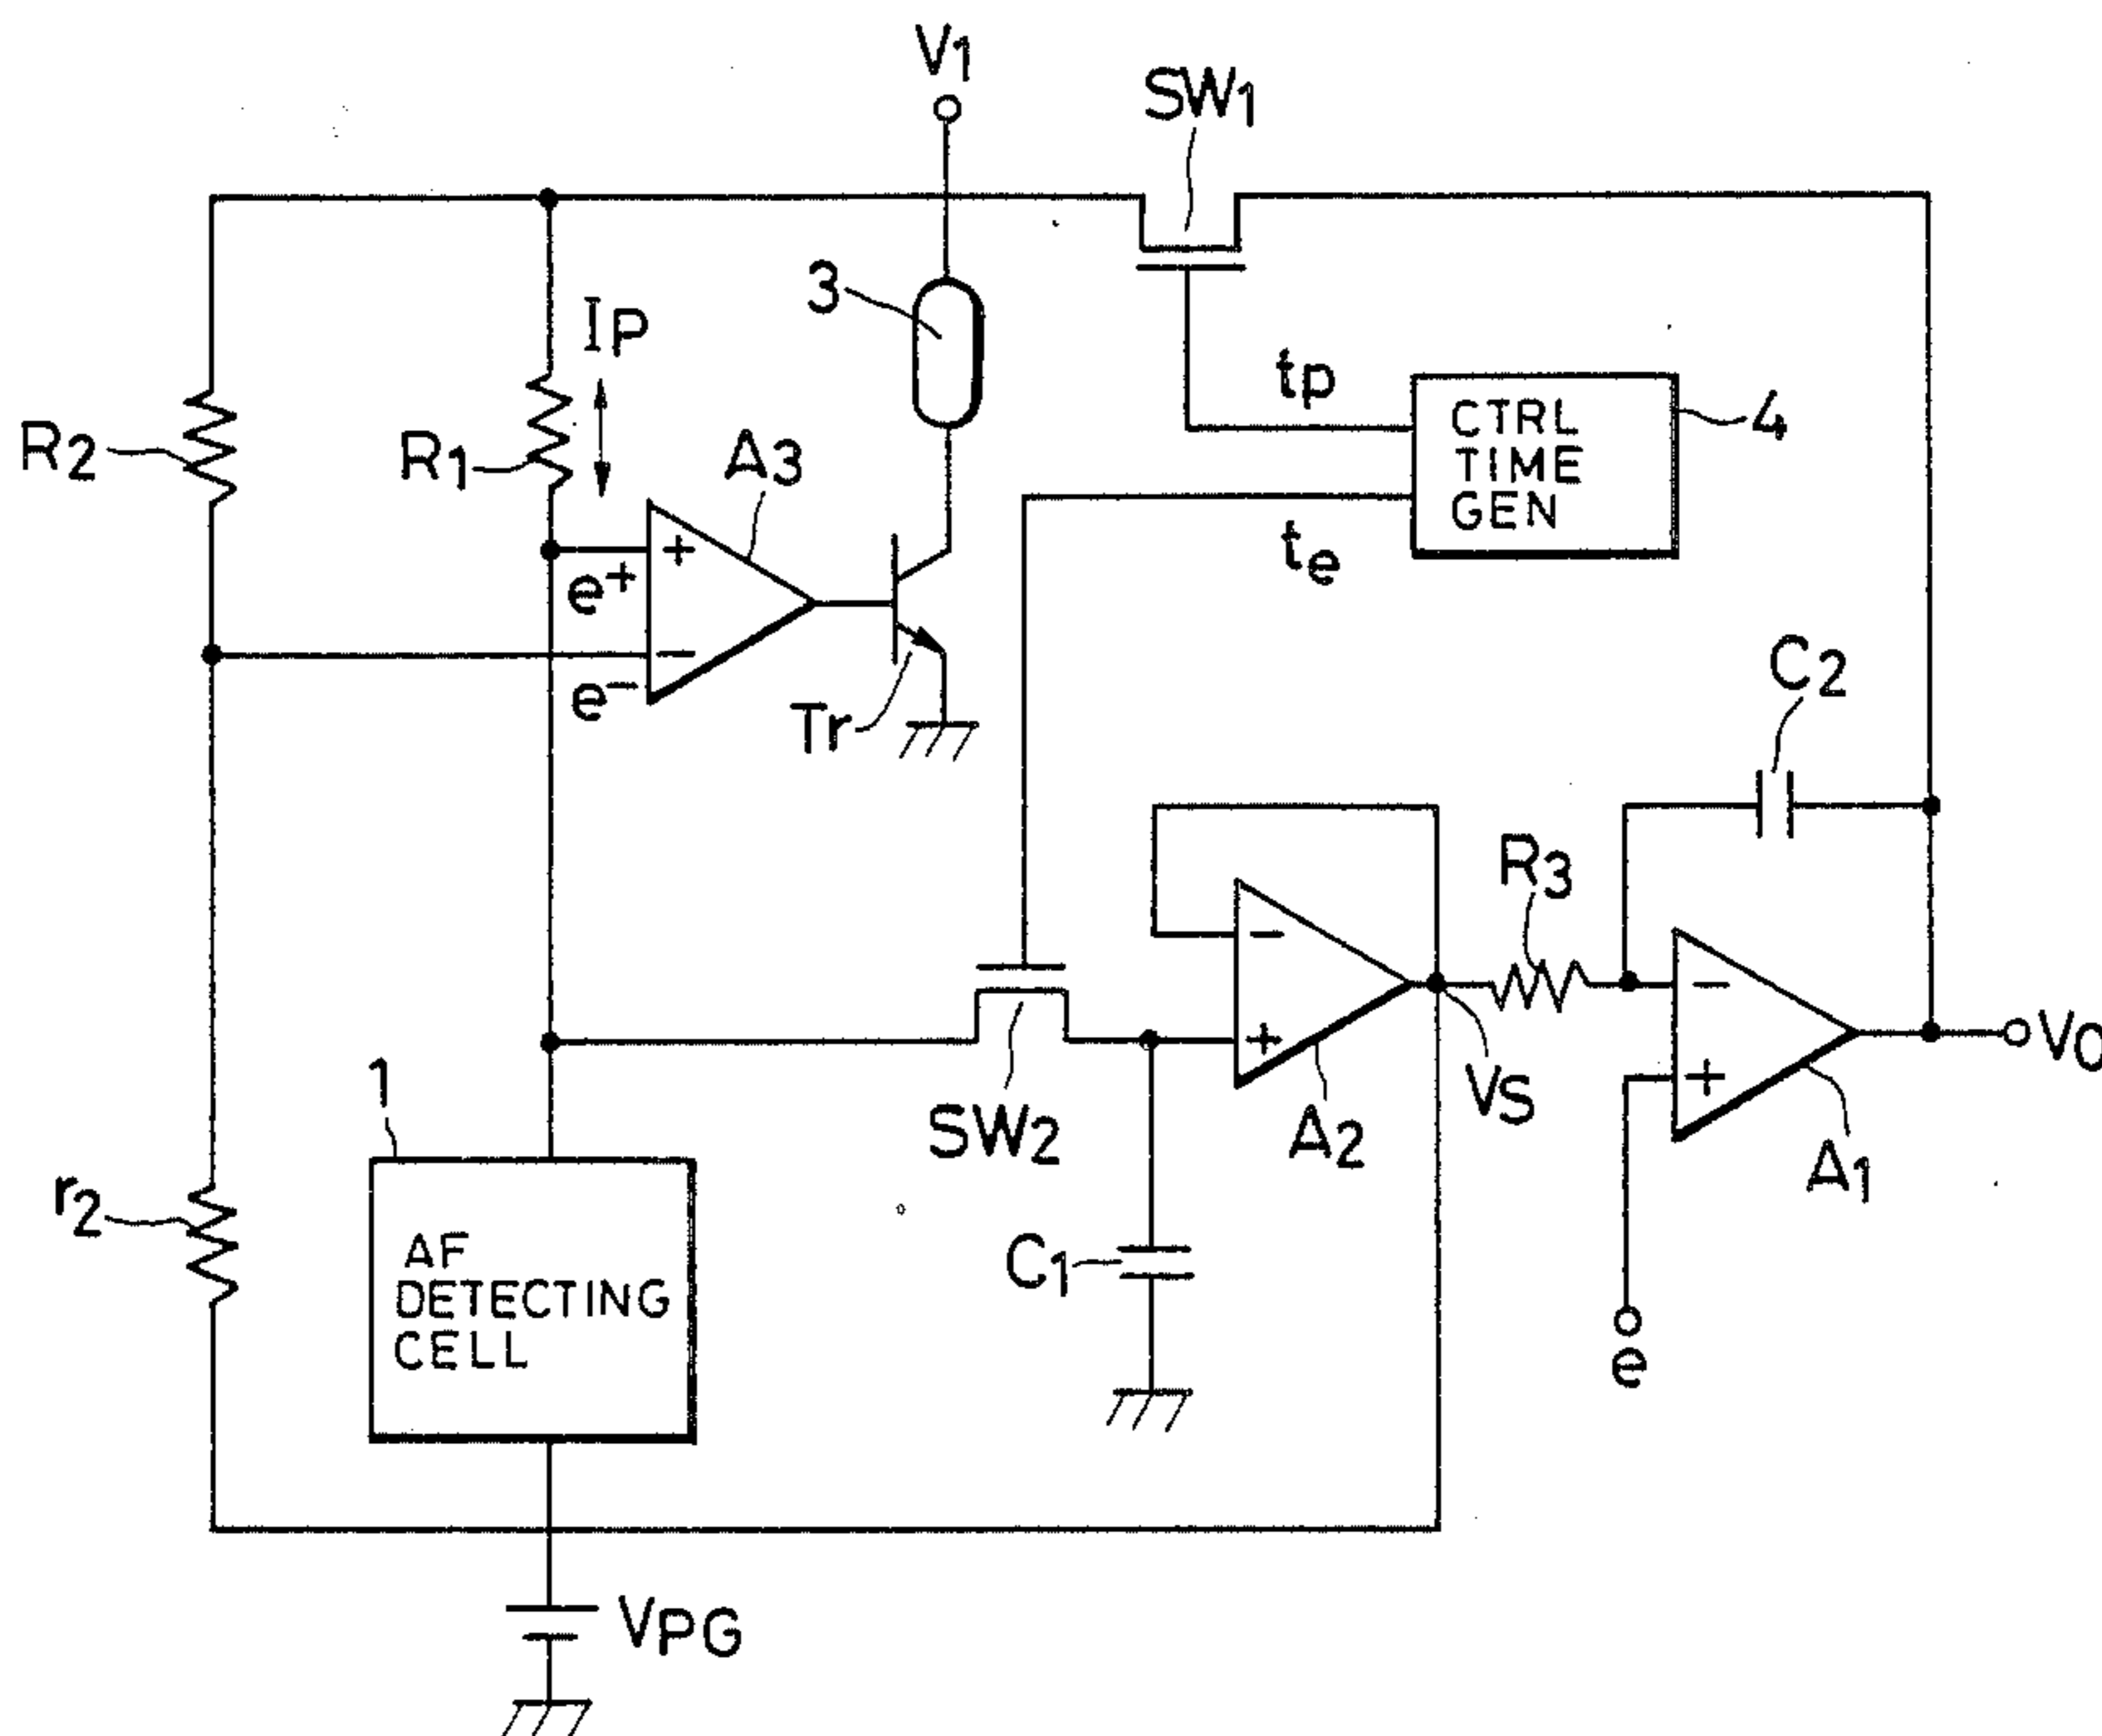 V1
SW1
3
IP
tp
CTRL
TIME
GEN
4
R2
R1
A3
te
+
e+
−
e−
Tr
C2
R3
−
−
+
+
VO
VS
SW2
A2
A1
1
r2
AF
DETECTING
CELL
C1
e
VPG